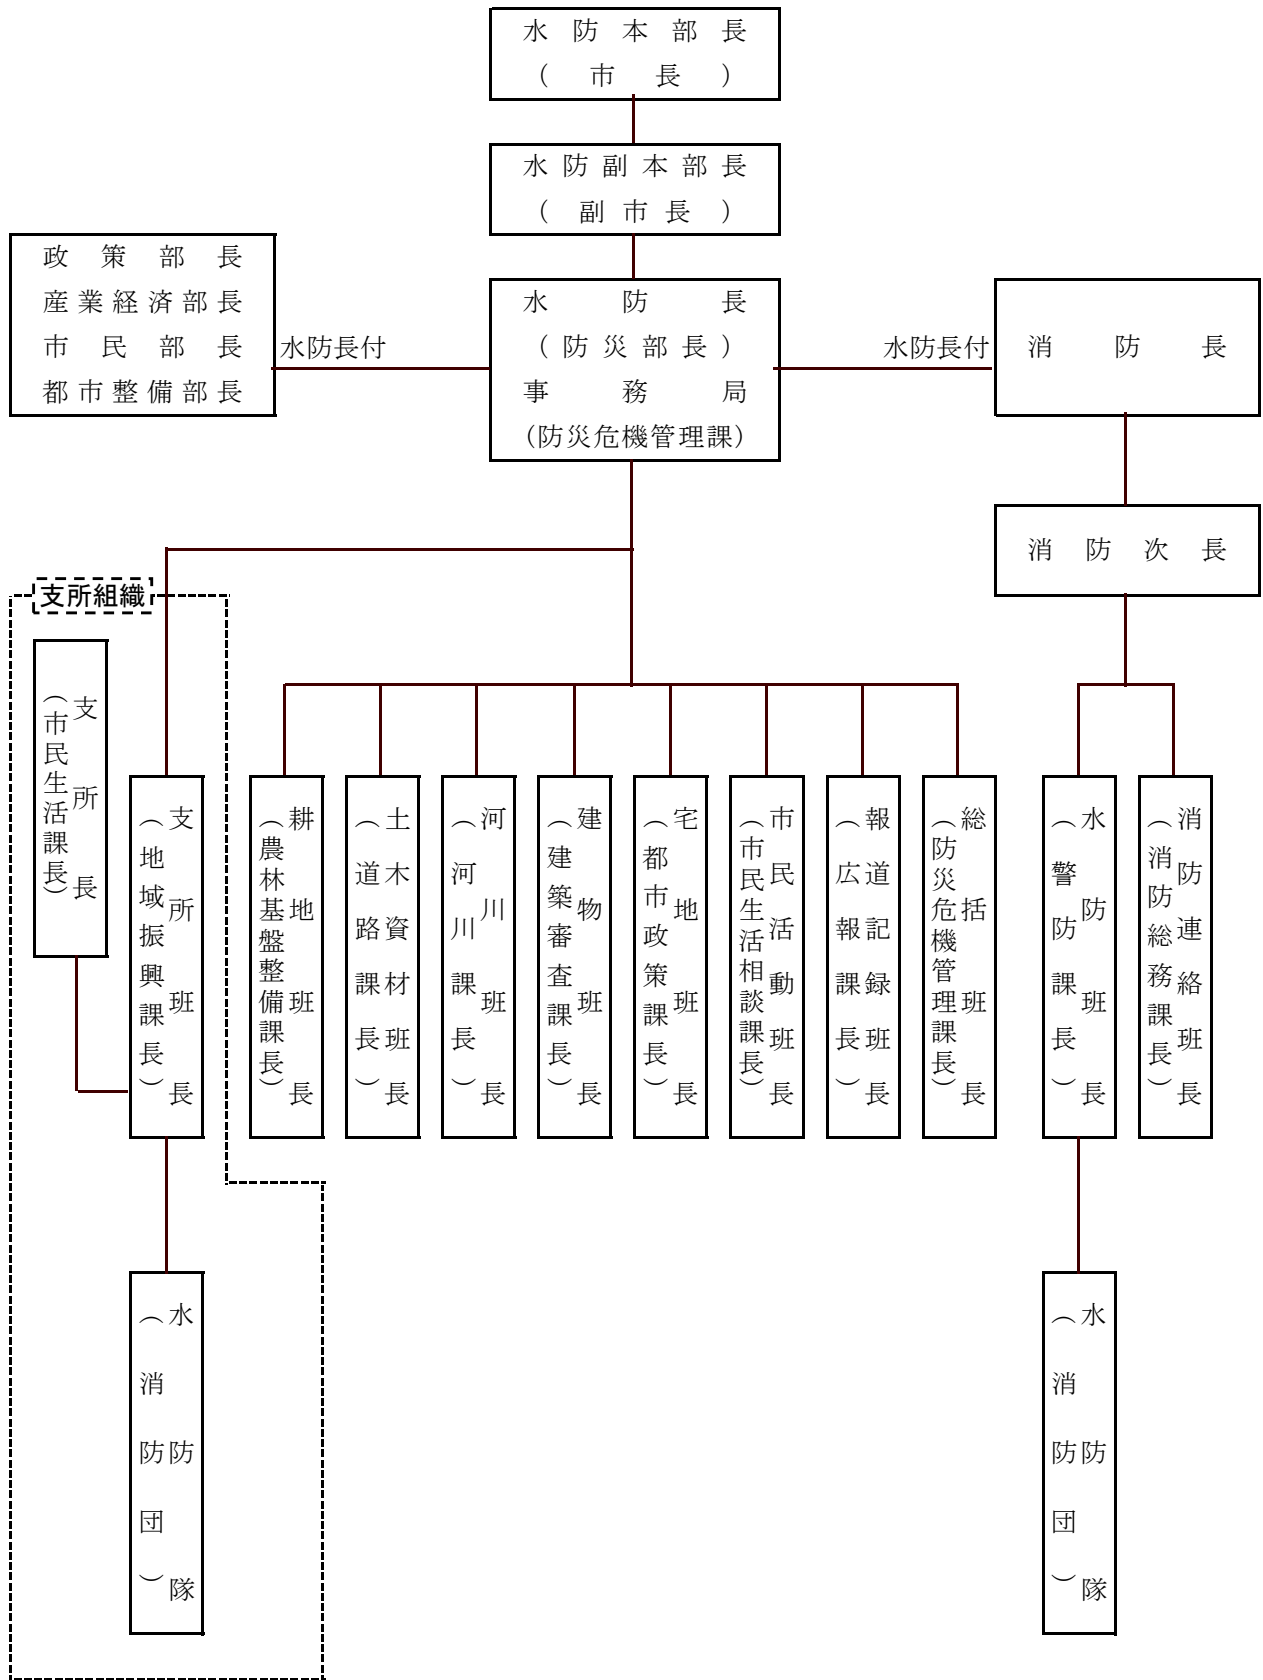 水防本部長
（市長）
水防副本部長
（副市長）
政策部長
産業経済部長
市民部長
都市整備部長
水防長付
水防長
（防災部長）
事務局
（防災危機管理課）
水防長付
消防長
消防次長
支所組織
支所長
（市民生活課長）
支所班長
（地域振興課長）
耕地班長
（農林基盤整備課長）
土木資材班長
（道路課長）
河川班長
（河川課長）
建物班長
（建築審査課長）
宅地班長
（都市政策課長）
市民活動班長
（市民生活相談課長）
報道記録班長
（広報課長）
総括班長
（防災危機管理課長）
水防班長
（警防課長）
消防連絡班長
（消防総務課長）
水防隊
（消防団）
水防隊
（消防団）